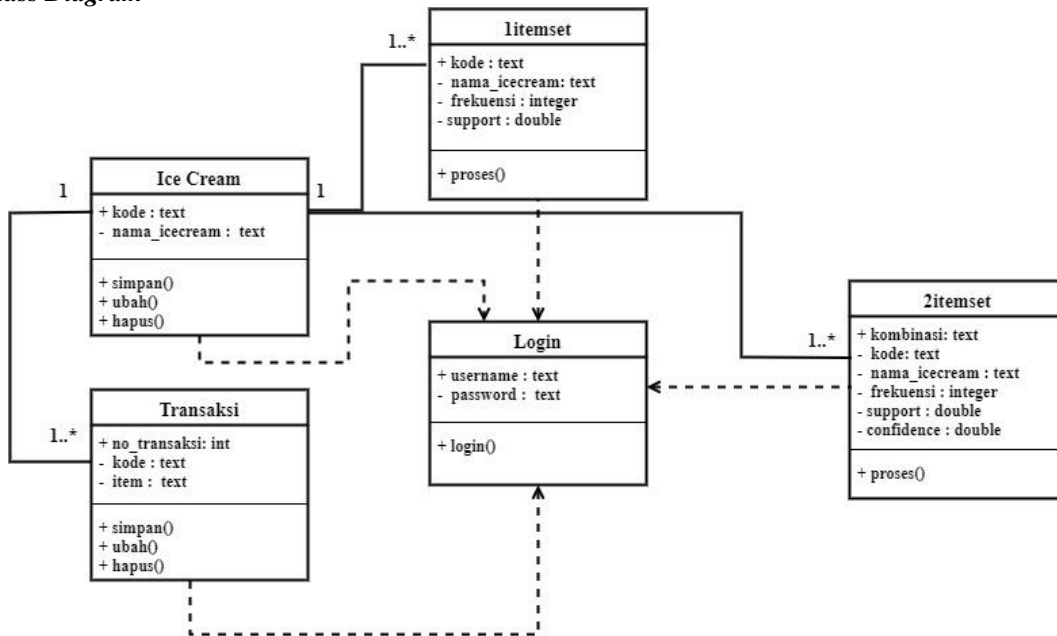 1itemset
1..*
+ kode : text
- nama_icecream: text
- frekuensi : integer
- support : double
+ proses()
Ice Cream
1
1
+ kode : text
- nama_icecream : text
+ simpan()
+ ubah()
+ hapus()
2itemset
+ kombinasi: text
- kode: text
- nama_icecream : text
- frekuensi : integer
- support : double
- confidence : double
+ proses()
1..*
Login
+ username : text
- password : text
+ login()
Transaksi
1..*
+ no_transaksi: int
- kode : text
- item : text
+ simpan()
+ ubah()
+ hapus()